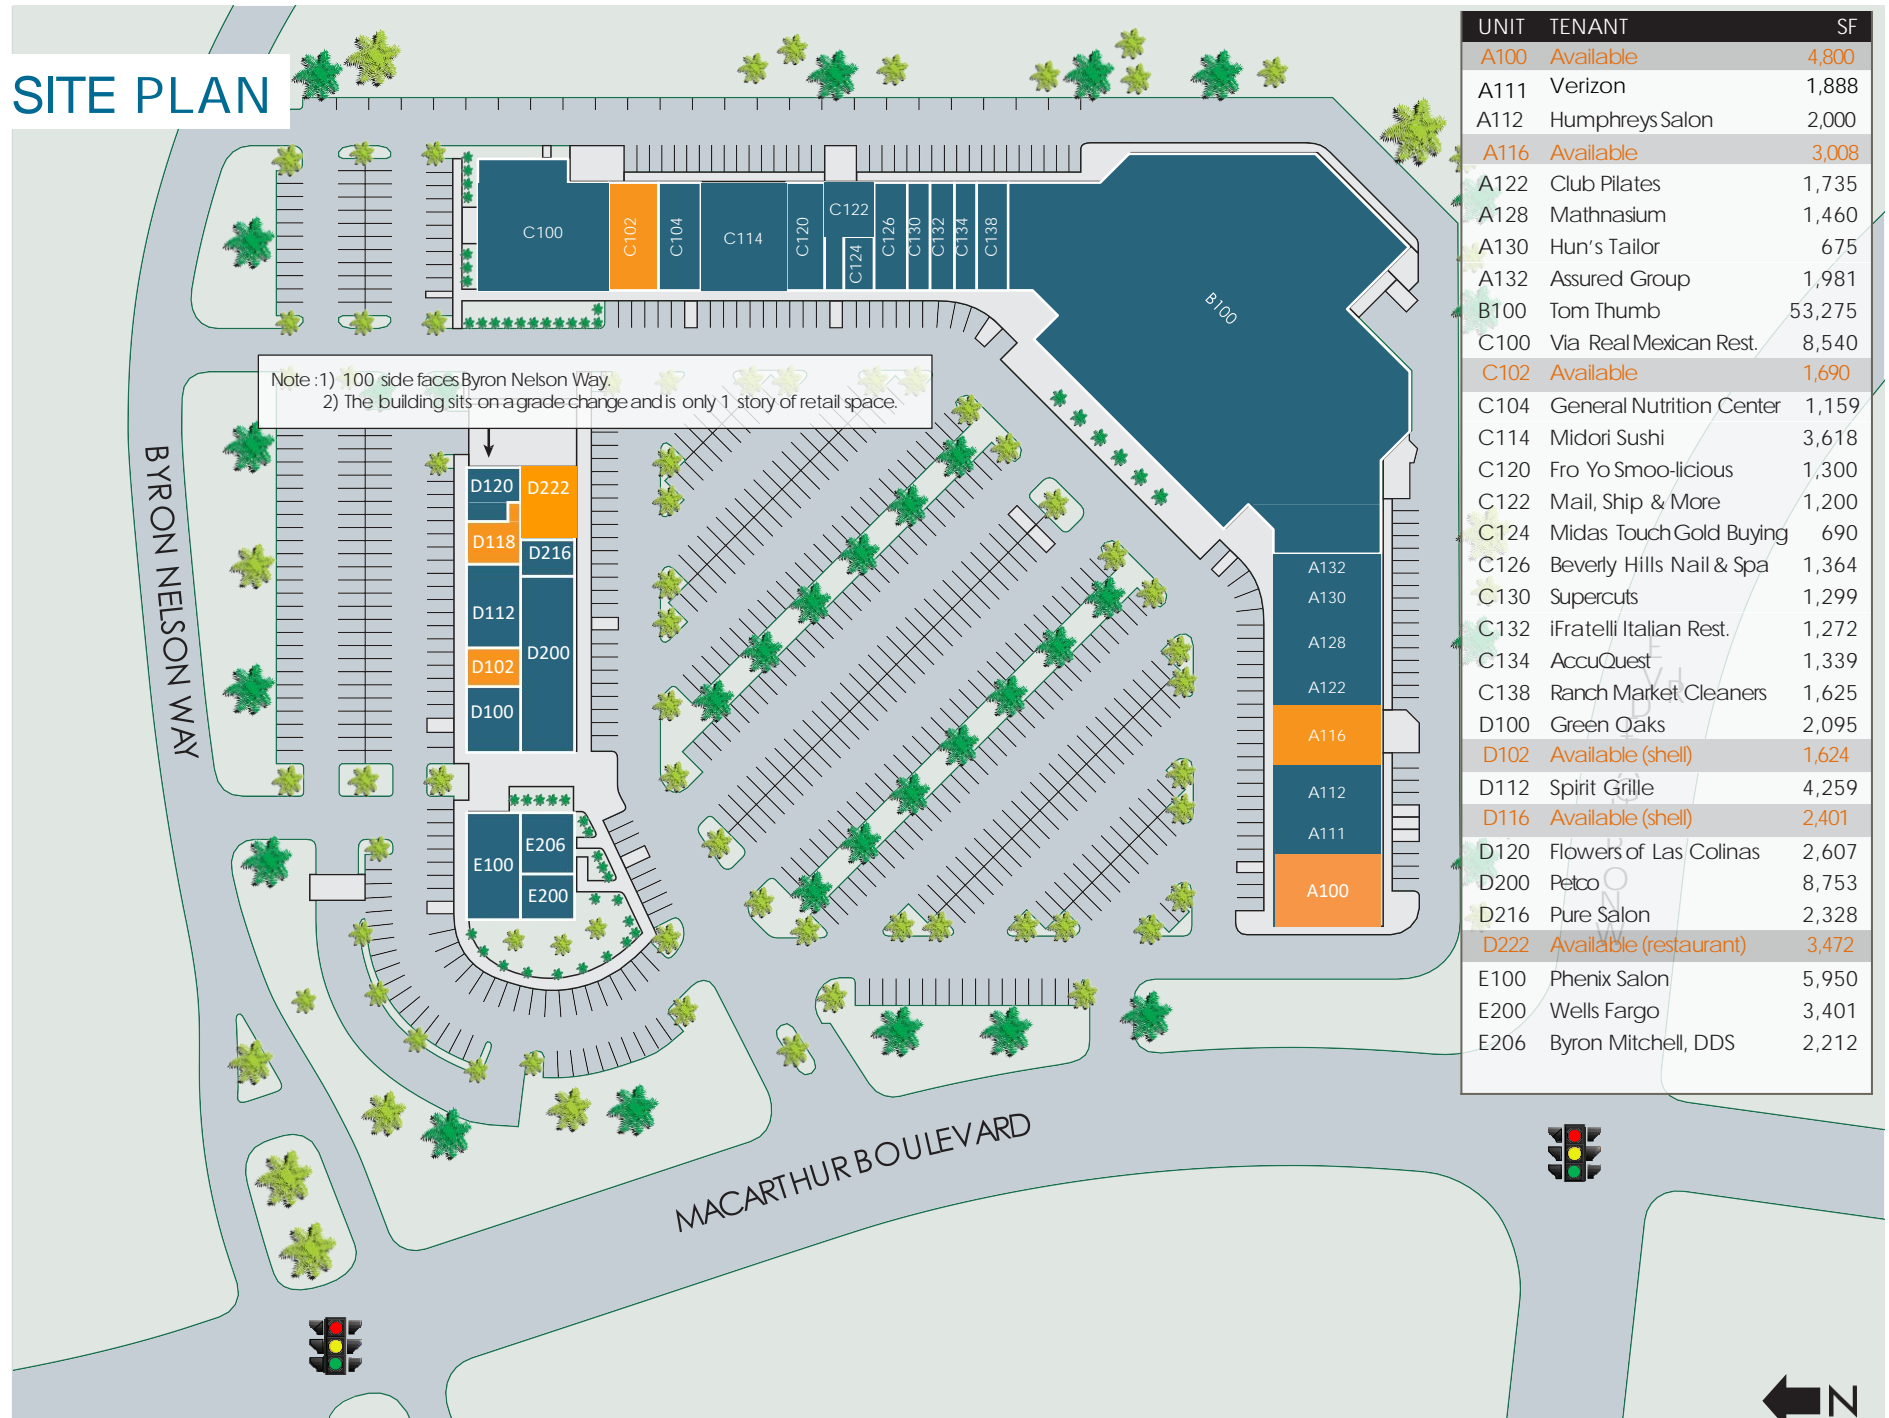 SITE PLAN
UNIT TENANT SF
A100 Available 4,800
A111 Verizon 1,888
A112 Humphreys Salon 2,000
A116 Available 3,008
A122 Club Pilates 1,735
A128 Mathnasium 1,460
A130 Hun's Tailor 675
A132 Assured Group 1,981
B100 Tom Thumb 53,275
C100 Via Real Mexican Rest. 8,540
C102 Available 1,690
C104 General Nutrition Center 1,159
C114 Midori Sushi 3,618
C120 Fro Yo Smoo-licious 1,300
C122 Mail, Ship & More 1,200
C124 Midas Touch Gold Buying 690
C126 Beverly Hills Nail & Spa 1,364
C130 Supercuts 1,299
C132 iFratelli Italian Rest. 1,272
C134 AccuQuest 1,339
C138 Ranch Market Cleaners 1,625
D100 Green Oaks 2,095
D102 Available (shell) 1,624
D112 Spirit Grille 4,259
D116 Available (shell) 2,401
D120 Flowers of Las Colinas 2,607
D200 Petco 8,753
D216 Pure Salon 2,328
D222 Available (restaurant) 3,472
E100 Phenix Salon 5,950
E200 Wells Fargo 3,401
E206 Byron Mitchell, DDS 2,212
C100
C102
C104
C114
C120
C122
C124
C126
C130
C132
C134
C138
B100
Note :1) 100 side faces Byron Nelson Way.
2) The building sits on a grade change and is only 1 story of retail space.
BYRON NELSON WAY
D120
D222
D118
D216
D112
D200
D102
D100
E100
E206
E200
A132
A130
A128
A122
A116
A112
A111
A100
MACARTHUR BOULEVARD
N